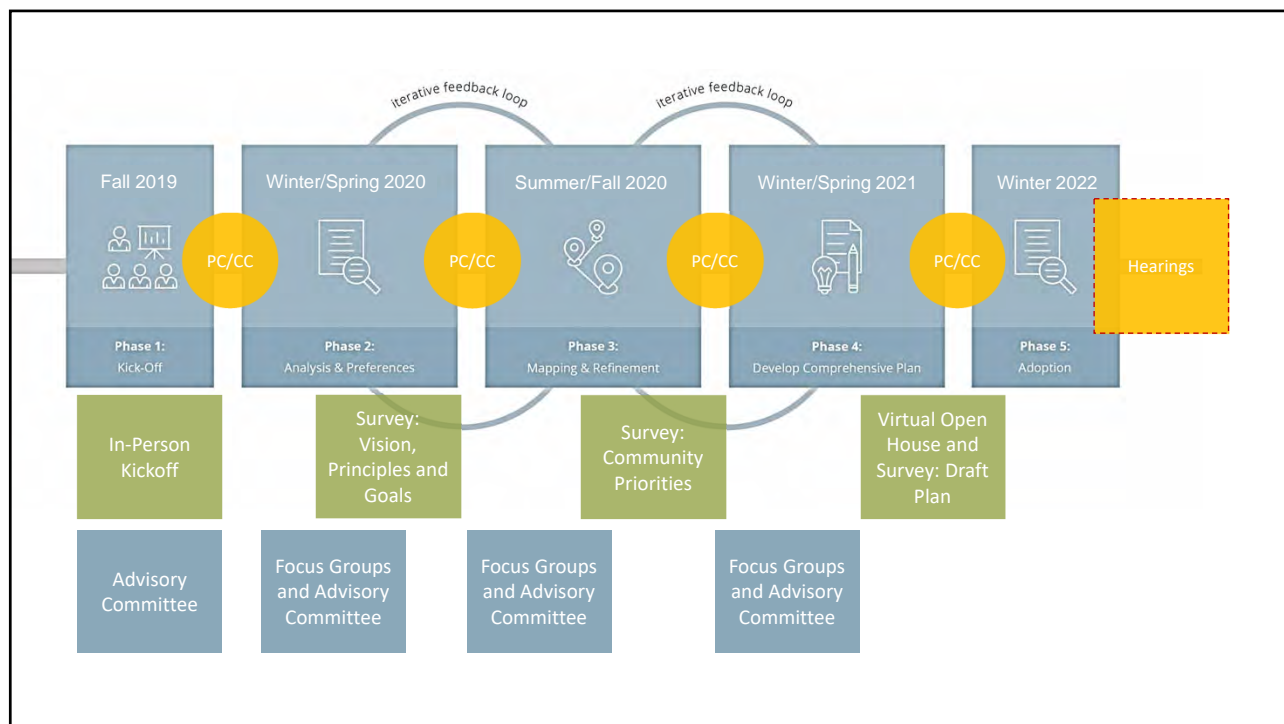 iterative feedback loop
iterative feedback loop
Fall 2019
Winter/Spring 2020
Summer/Fall 2020
Winter/Spring 2021
Winter 2022
PC/CC
PC/CC
PC/CC
PC/CC
Hearings
Phase 1:
Kick-Off
Phase 2:
Analysis & Preferences
Phase 3:
Mapping & Refinement
Phase 4:
Develop Comprehensive Plan
Phase 5:
Adoption
In-Person
Kickoff
Survey:
Vision,
Principles and
Goals
Survey:
Community
Priorities
Virtual Open
House and
Survey: Draft
Plan
Advisory
Committee
Focus Groups
and Advisory
Committee
Focus Groups
and Advisory
Committee
Focus Groups
and Advisory
Committee